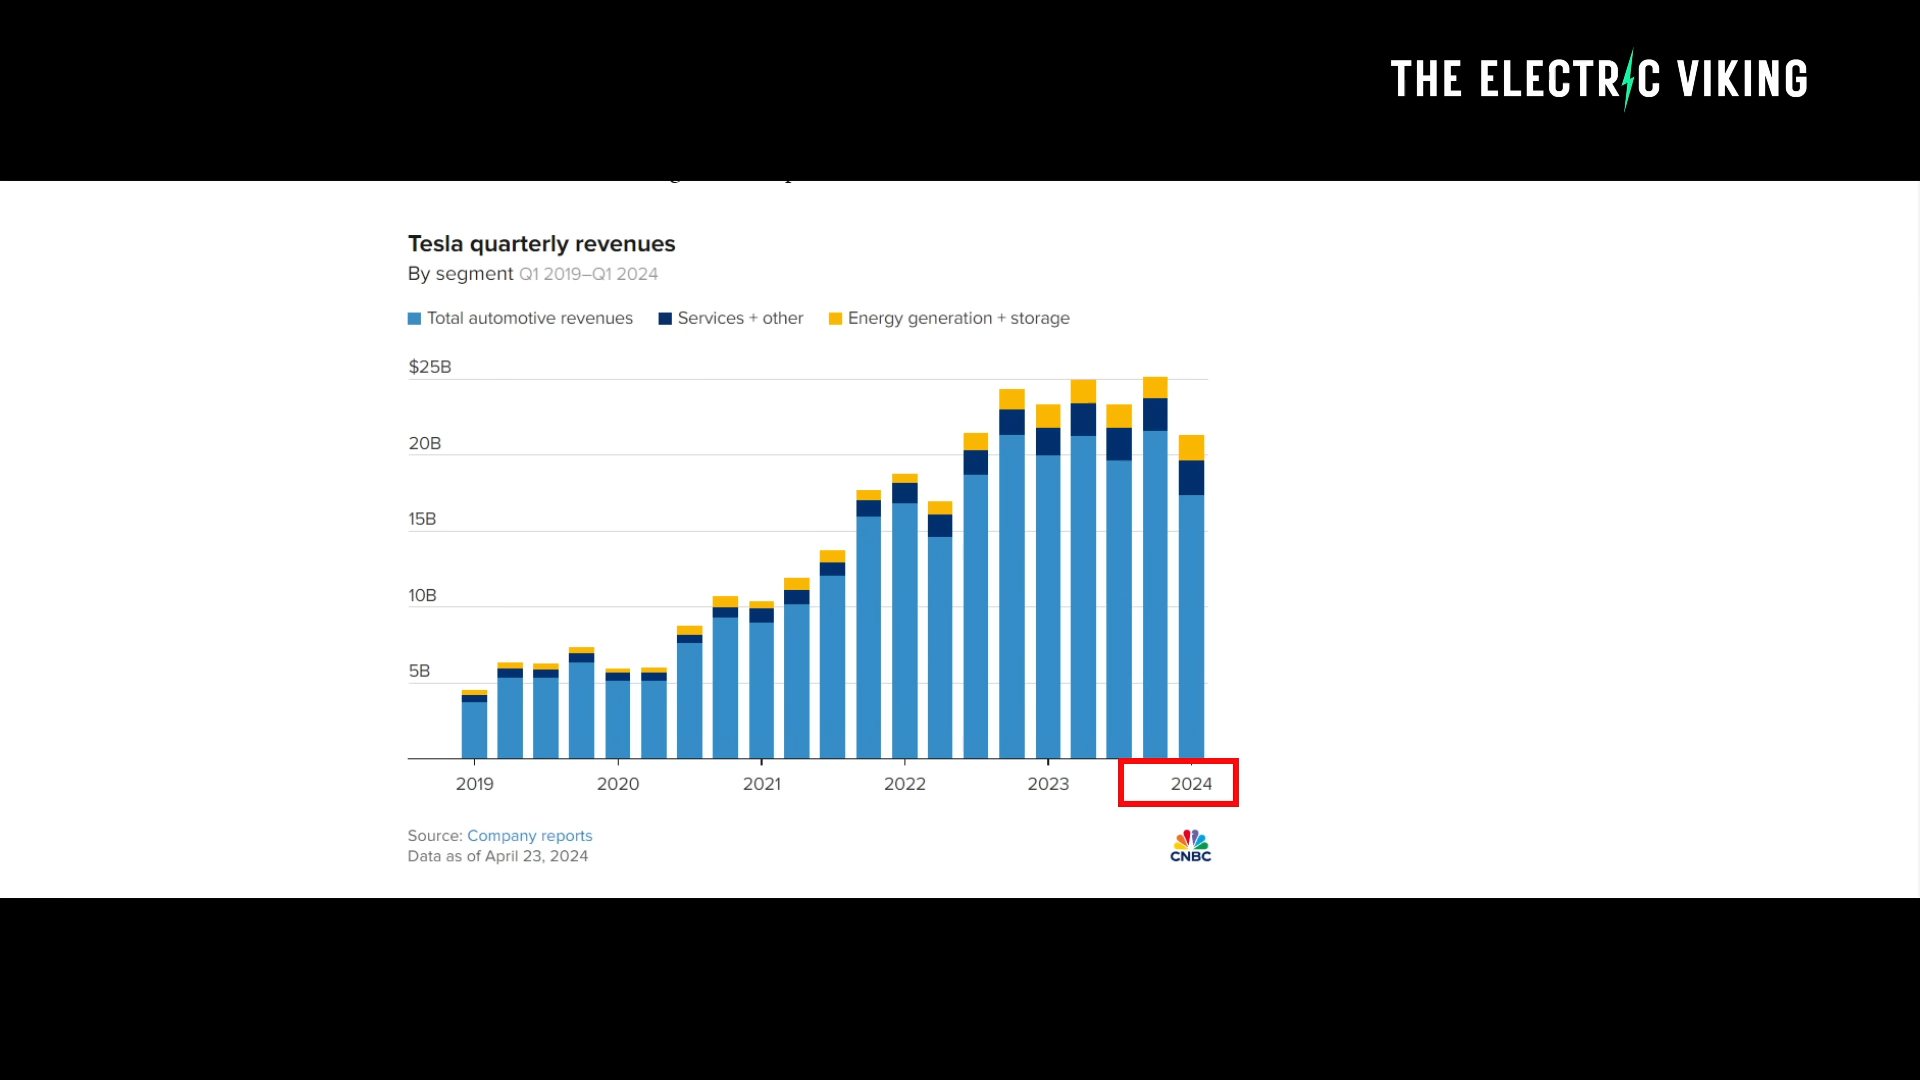 THE ELECTRIC VIKING
Tesla quarterly revenues
By segment Q1 2019–Q1 2024
Total automotive revenues Services + other Energy generation + storage
$25B
20B
15B
10B
5B
2019 2020 2021 2022 2023 2024
Source: Company reports
Data as of April 23, 2024
CNBC